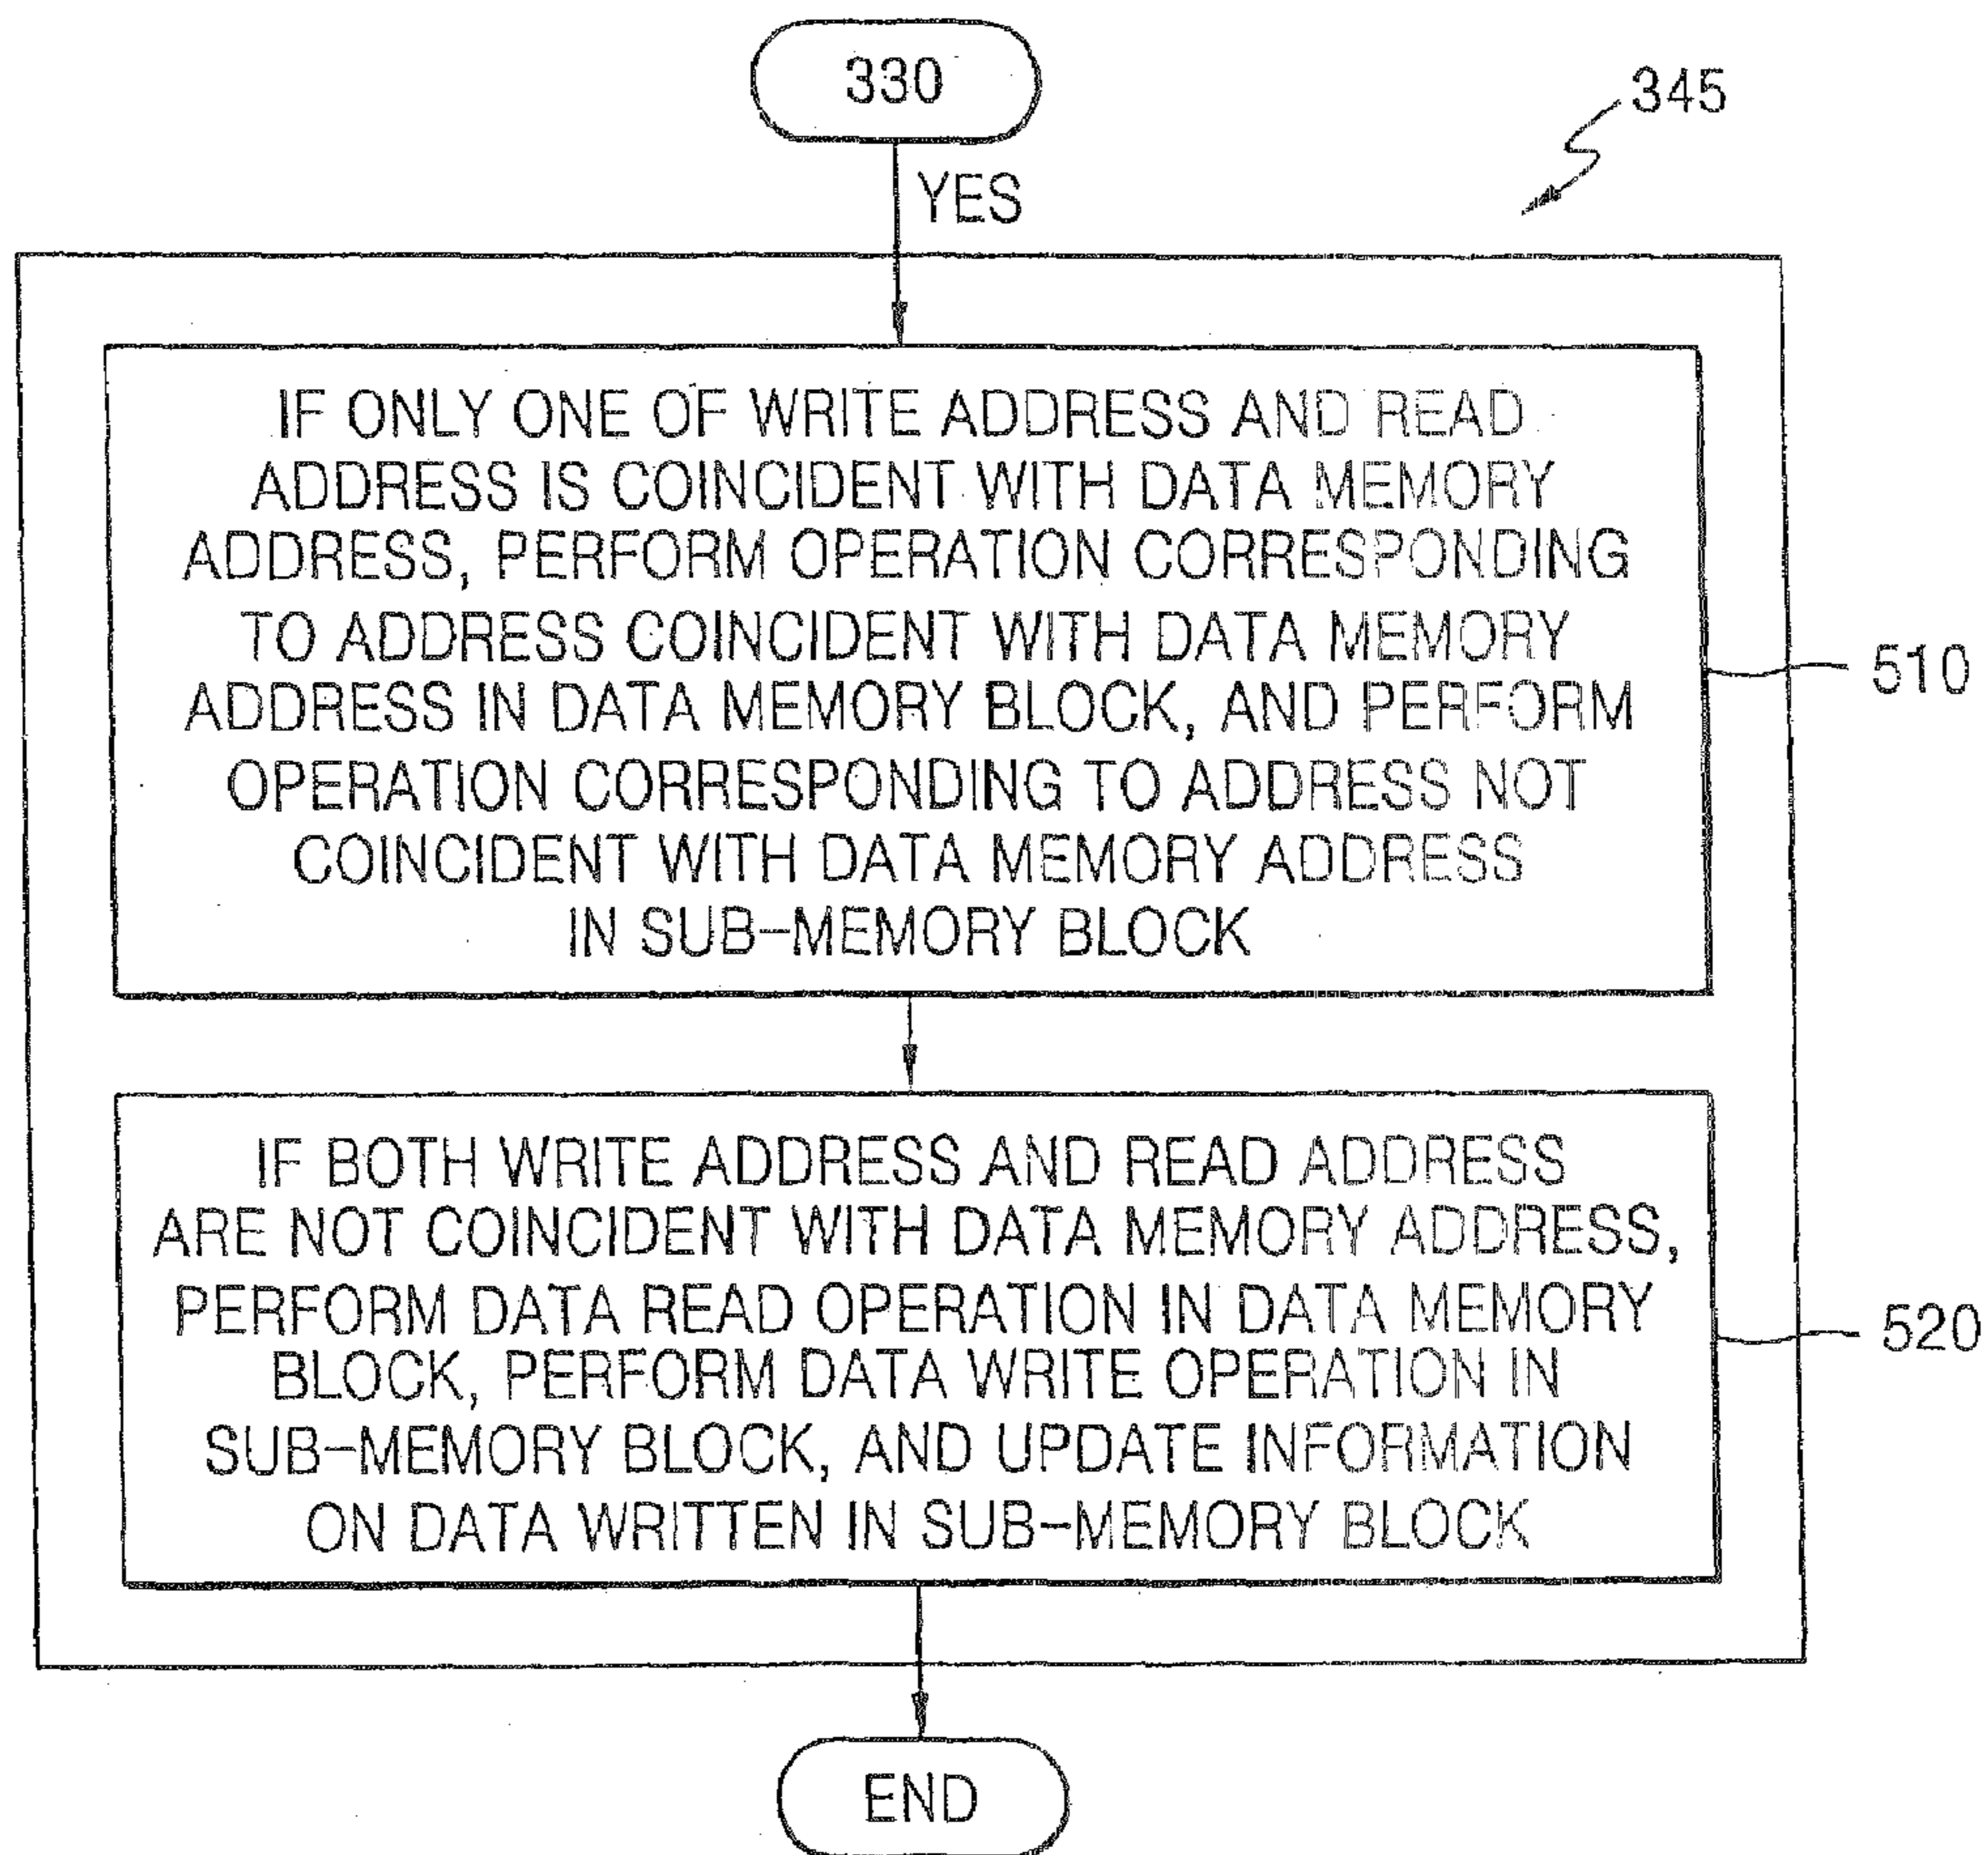 330
345
YES
IF ONLY ONE OF WRITE ADDRESS AND READ
ADDRESS IS COINCIDENT WITH DATA MEMORY
ADDRESS, PERFORM OPERATION CORRESPONDING
TO ADDRESS COINCIDENT WITH DATA MEMORY
ADDRESS IN DATA MEMORY BLOCK, AND PERFORM
OPERATION CORRESPONDING TO ADDRESS NOT
COINCIDENT WITH DATA MEMORY ADDRESS
IN SUB-MEMORY BLOCK
510
IF BOTH WRITE ADDRESS AND READ ADDRESS
ARE NOT COINCIDENT WITH DATA MEMORY ADDRESS,
PERFORM DATA READ OPERATION IN DATA MEMORY
BLOCK, PERFORM DATA WRITE OPERATION IN
SUB-MEMORY BLOCK, AND UPDATE INFORMATION
ON DATA WRITTEN IN SUB-MEMORY BLOCK
520
END